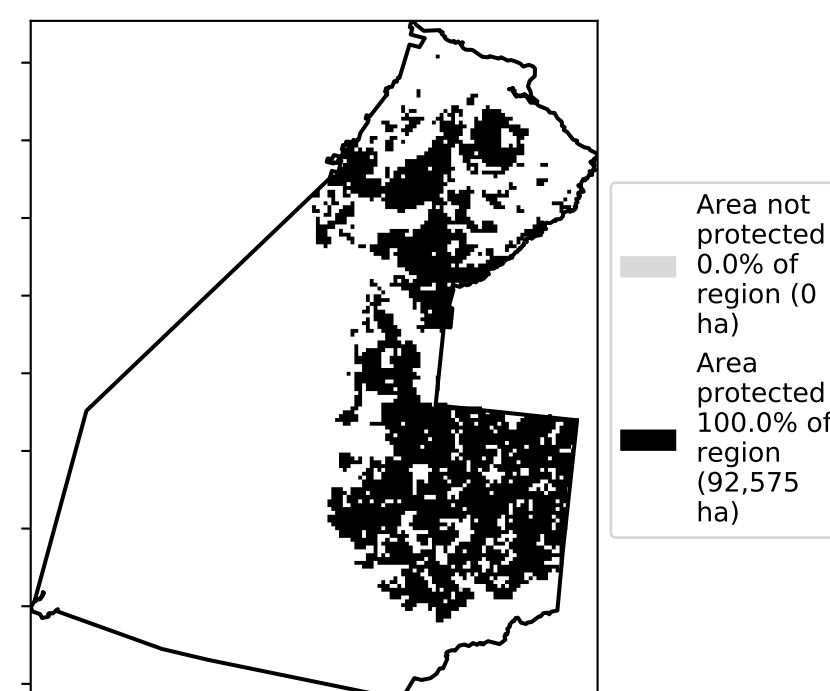 Area not
protected
0.0% of
region (0
ha)
Area
protected
100.0% of
region
(92,575
ha)